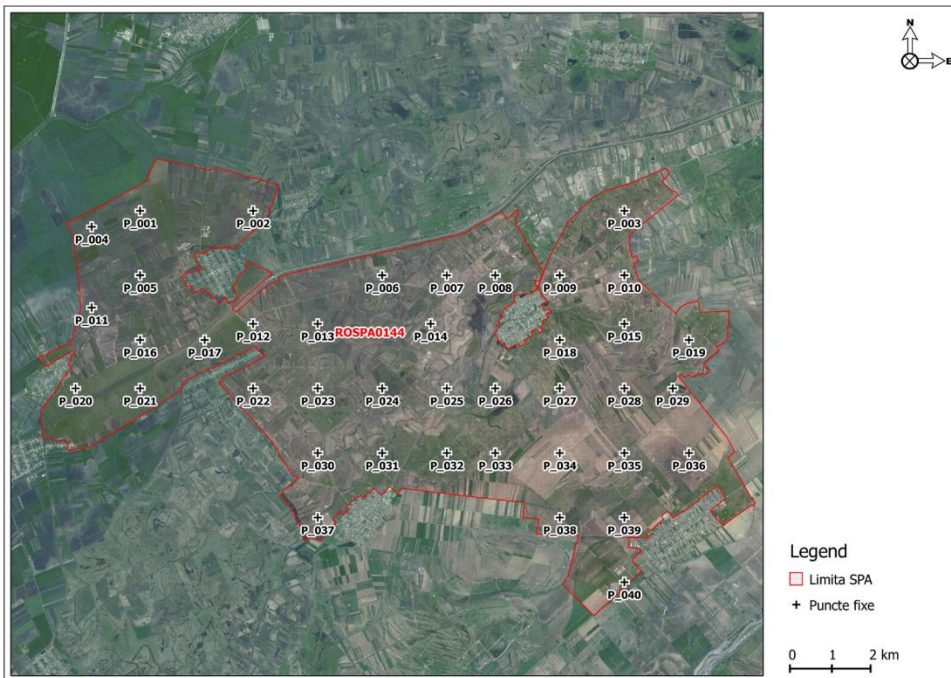 N
E
P_001
P_002
P_003
P_004
P_005
P_006
P_007
P_008
P_009
P_010
P_011
P_012
P_013
ROSPA0144
P_014
P_015
P_016
P_017
P_018
P_019
P_020
P_021
P_022
P_023
P_024
P_025
P_026
P_027
P_028
P_029
P_030
P_031
P_032
P_033
P_034
P_035
P_036
P_037
P_038
P_039
P_040
Legend
Limita SPA
Puncte fixe
0 1 2 km